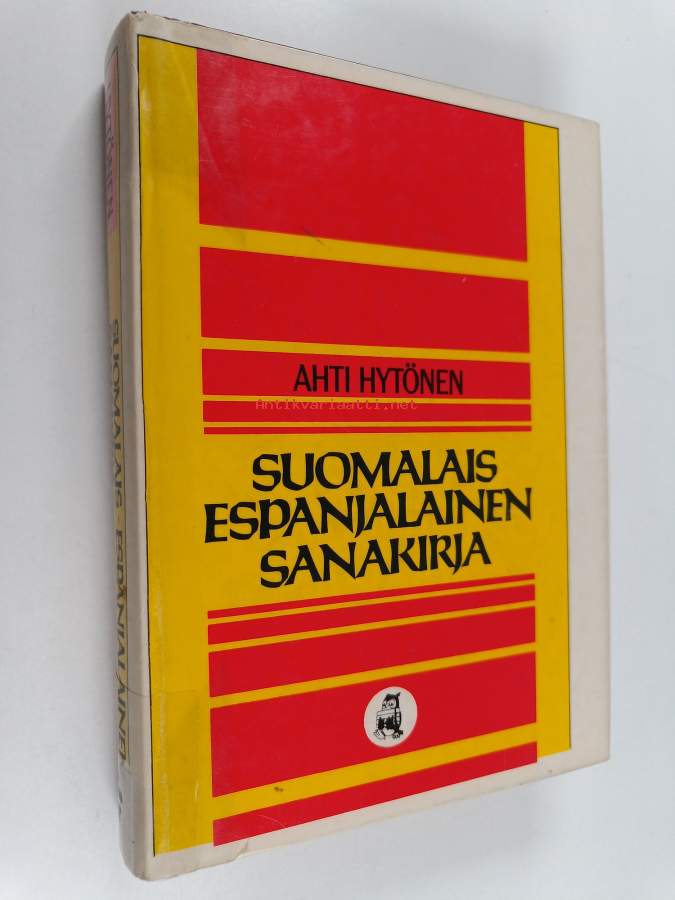 AHTI HYTÖNEN
Antikvariaatti.net
SUOMALAIS
ESPANJALAINEN
SANAKIRJA
SUOMALAIS - ESPANJALAINEN